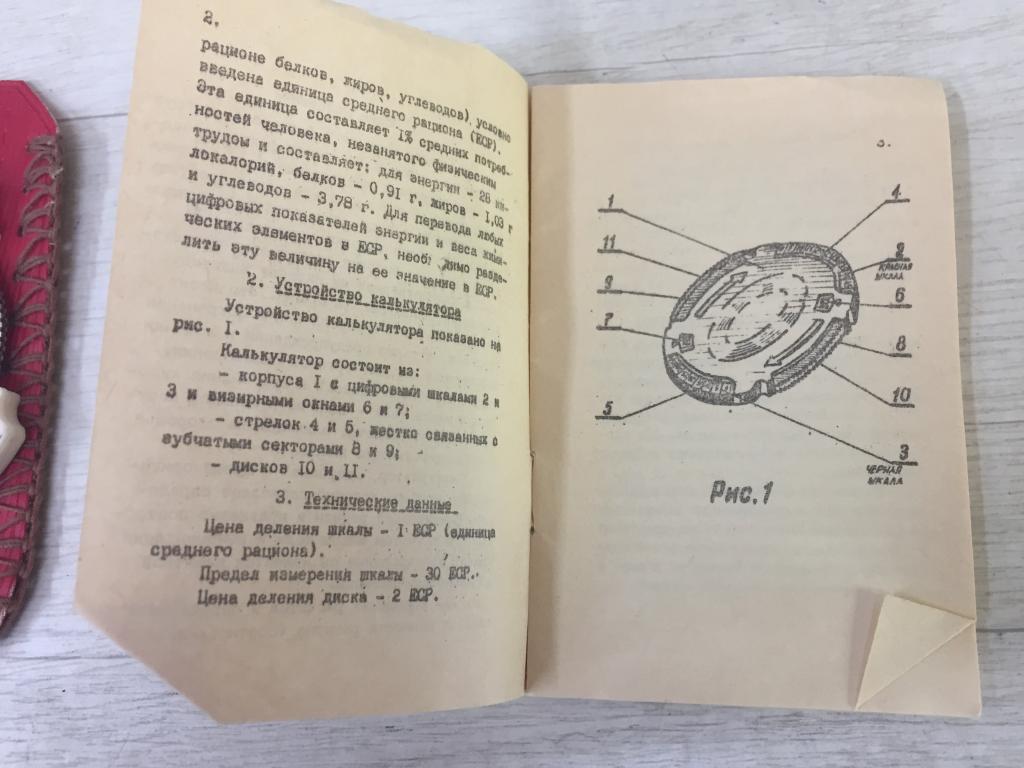 2.
рационе белков, жиров, углеводов) условно
введена единица среднего рациона (ЕСР).
Эта единица составляет 1% средних потреб-
ностей человека, незанятого физическим
трудом и составляет: для энергии - 26 ки-
локалорий, белков - 0,91 г. жиров - 1,03 г
и углеводов - 3,78 г. Для перевода любых
цифровых показателей энергии и веса хими-
ческих элементов в ЕСР, необходимо разде-
лить эту величину на ее значение в ЕСР.
2. Устройство калькулятора
Устройство калькулятора показано на
рис. I.
Калькулятор состоит из:
- корпуса I с цифровыми шкалами 2 и
3 и визирными окнами 6 и 7;
- стрелок 4 и 5, жестко связанных с
зубчатыми секторами 8 и 9;
- дисков IO и II.
3. Технические данные
Цена деления шкалы - I ЕСР (единица
среднего рациона).
Предел измерений шкалы - 30 ЕСР.
Цена деления диска - 2 ЕСР.
3.
1
4
11
2
КРАСНАЯ
ШКАЛА
9
6
7
8
10
5
3
ЧЕРНАЯ
ШКАЛА
Рис.1